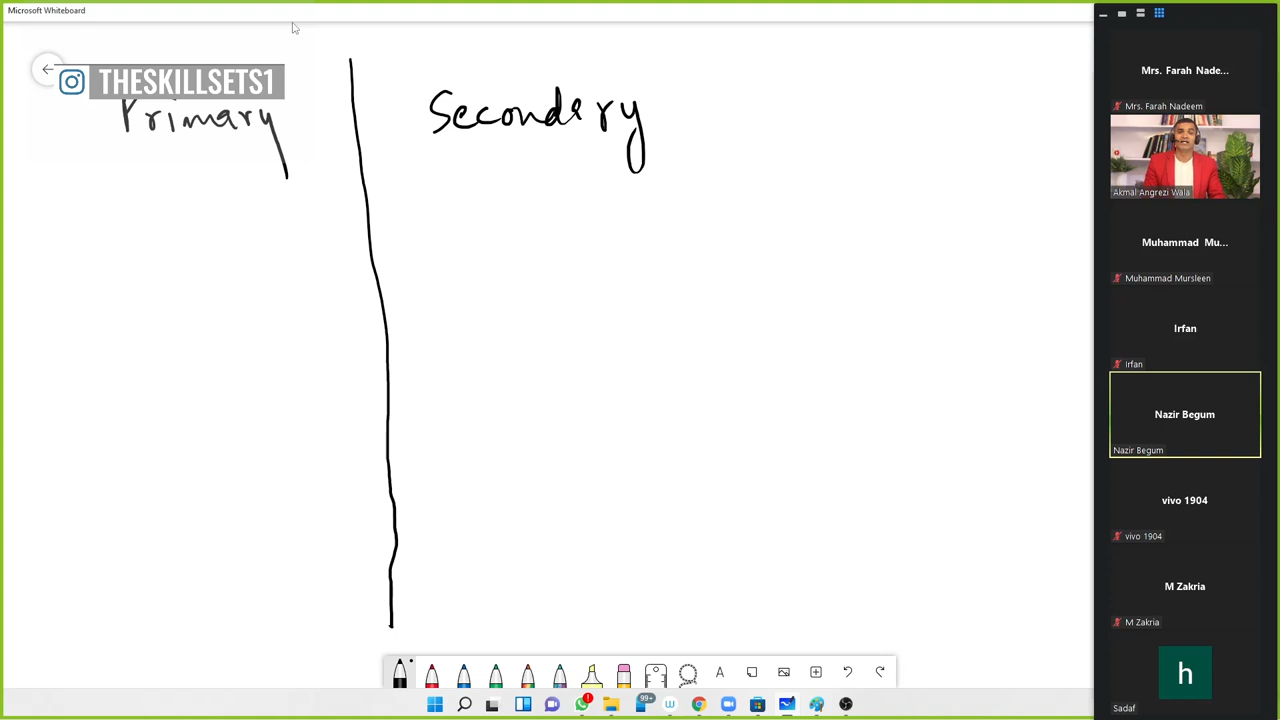 Microsoft Whiteboard
THESKILLSETS1
Primary
Secondary
Mrs. Farah Nade...
Mrs. Farah Nadeem
Akmal Angrezi Wala
Muhammad Mu...
Muhammad Mursleen
Irfan
Irfan
Nazir Begum
Nazir Begum
vivo 1904
vivo 1904
M Zakria
M Zakria
h
Sadaf
A
99+